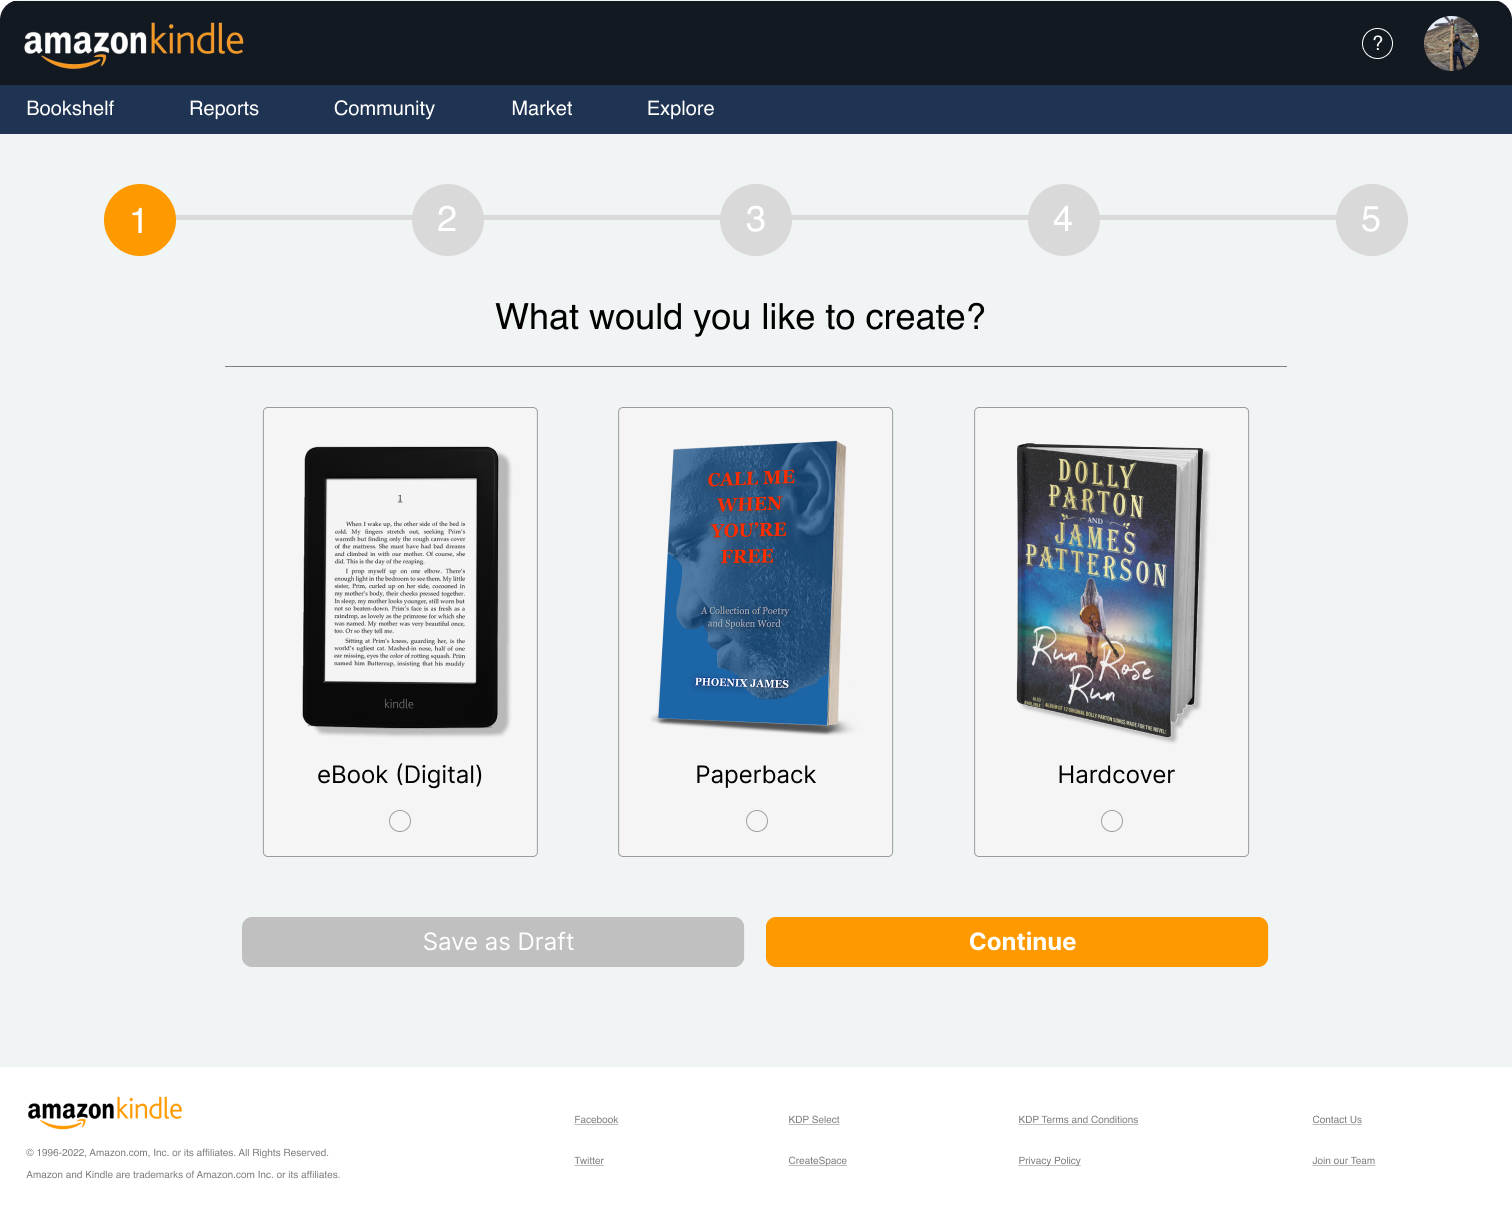 amazonkindle
?
Bookshelf Reports Community Market Explore
1 2 3 4 5
What would you like to create?
1
When I wake up, the other side of the bed is
cold. My fingers stretch out, seeking Prim's
warmth but finding only the rough canvas cover
of the mattress. She must have had bad dreams
and climbed in with our mother. Of course, she
did. This is the day of the reaping.
I prop myself up on one elbow. There's
enough light in the bedroom to see them. My little
sister, Prim, curled up on her side, cocooned in
my mother's body, their cheeks pressed together.
In sleep, my mother looks younger, still worn but
not so beaten-down. Prim's face is as fresh as a
raindrop, as lovely as the primrose for which she
was named. My mother was very beautiful once,
too. Or so they tell me.
Sitting at Prim's knees, guarding her, is the
world's ugliest cat. Mashed-in nose, half of one
ear missing, eyes the color of rotting squash. Prim
named him Buttercup, insisting that his muddy
kindle
eBook (Digital)
CALL ME
WHEN
YOU'RE
FREE
A Collection of Poetry
and Spoken Word
PHOENIX JAMES
Paperback
DOLLY
PARTON
AND
JAMES
PATTERSON
Run Rose
Run
ALSO
AVAILABLE
ALBUM OF 12 ORIGINAL DOLLY PARTON SONGS MADE FOR THE NOVEL!
Hardcover
Save as Draft
Continue
amazonkindle
© 1996-2022, Amazon.com, Inc. or its affiliates. All Rights Reserved.
Amazon and Kindle are trademarks of Amazon.com Inc. or its affiliates.
Facebook KDP Select KDP Terms and Conditions Contact Us
Twitter CreateSpace Privacy Policy Join our Team